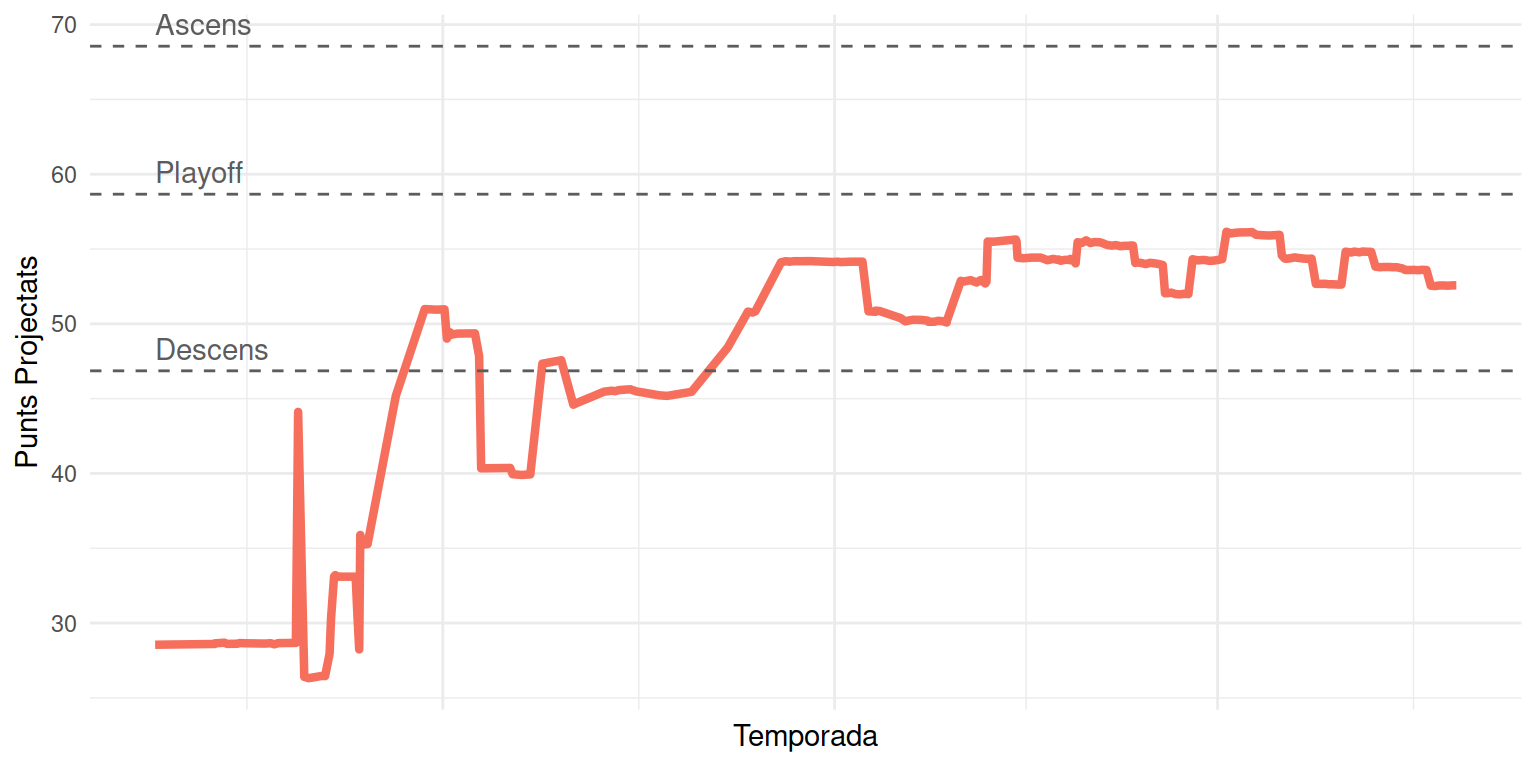 70
Ascens
60
Playoff
50
Descens
40
30
Punts Projectats
Temporada